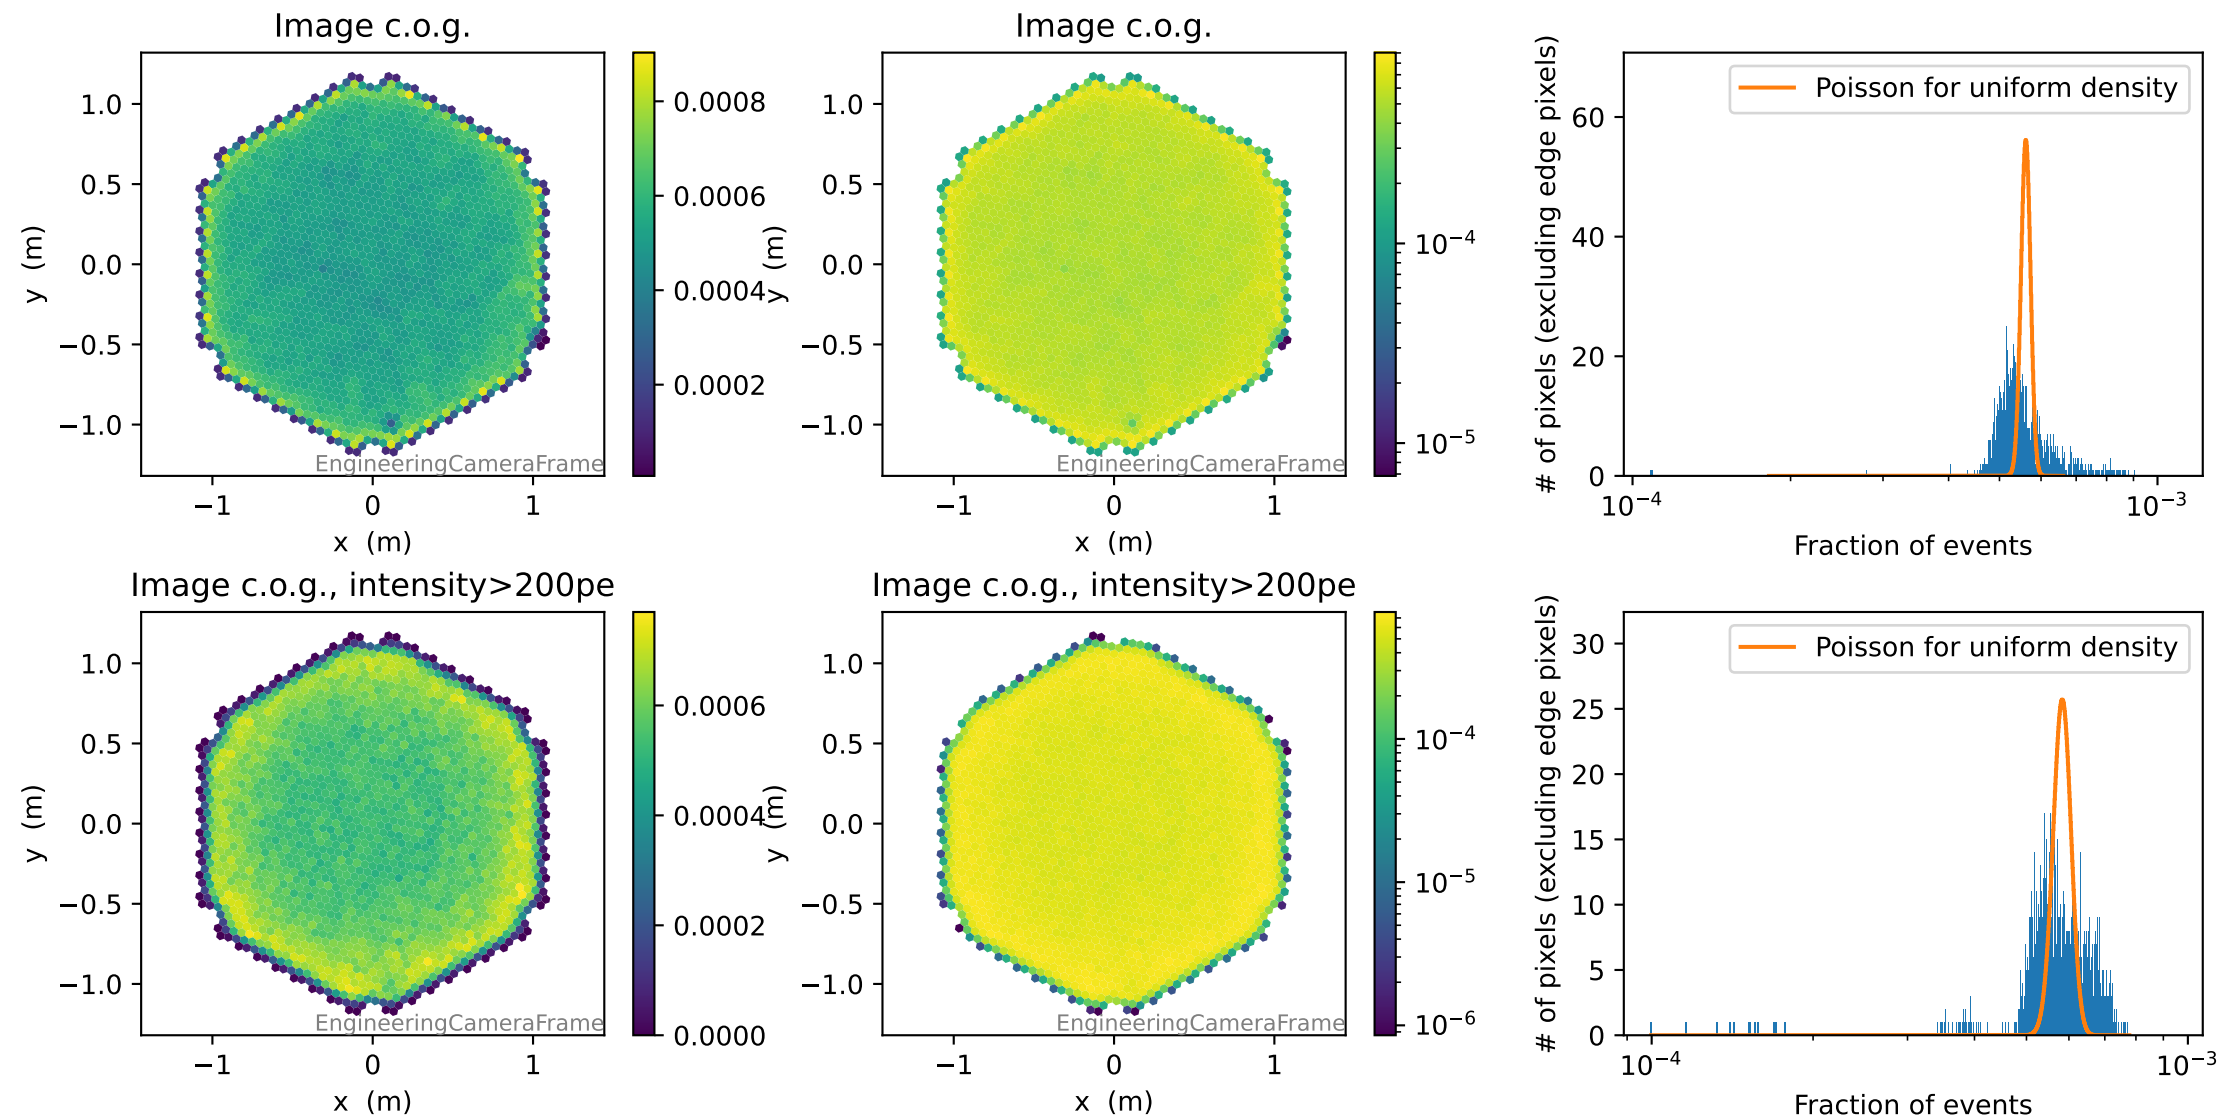 Image c.o.g.
y (m)
1.0
0.5
0.0
−0.5
−1.0
−1
0
1
x (m)
EngineeringCameraFrame
0.0008
0.0006
0.0004
0.0002
Image c.o.g.
y (m)
1.0
0.5
0.0
−0.5
−1.0
−1
0
1
x (m)
EngineeringCameraFrame
10⁻⁴
10⁻⁵
# of pixels (excluding edge pixels)
60
40
20
0
Poisson for uniform density
10⁻⁴
10⁻³
Fraction of events
Image c.o.g., intensity>200pe
y (m)
1.0
0.5
0.0
−0.5
−1.0
−1
0
1
x (m)
EngineeringCameraFrame
0.0006
0.0004
0.0002
0.0000
Image c.o.g., intensity>200pe
y (m)
1.0
0.5
0.0
−0.5
−1.0
−1
0
1
x (m)
EngineeringCameraFrame
10⁻⁴
10⁻⁵
10⁻⁶
# of pixels (excluding edge pixels)
30
25
20
15
10
5
0
Poisson for uniform density
10⁻⁴
10⁻³
Fraction of events